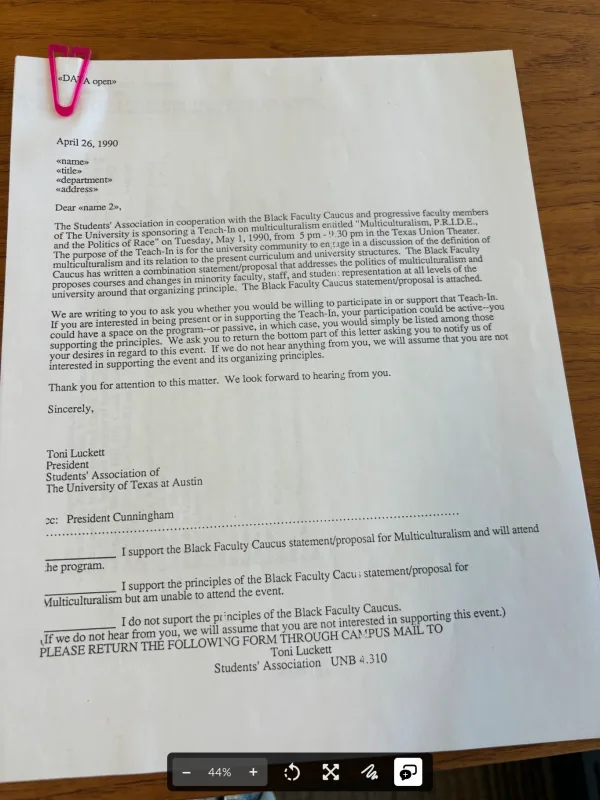 «DATA open»
April 26, 1990
«name»
«title»
«department»
«address»
Dear «name 2»,
The Students' Association in cooperation with the Black Faculty Caucus and progressive faculty members
of The University is sponsoring a Teach-In on multiculturalism entitled "Multiculturalism, P.R.I.D.E.,
and the Politics of Race" on Tuesday, May 1, 1990, from 5 pm - 9:30 pm in the Texas Union Theater.
The purpose of the Teach-In is for the university community to engage in a discussion of the definition of
multiculturalism and its relation to the present curriculum and university structures. The Black Faculty
Caucus has written a combination statement/proposal that addresses the politics of multiculturalism and
proposes courses and changes in minority faculty, staff, and student representation at all levels of the
university around that organizing principle. The Black Faculty Caucus statement/proposal is attached.
We are writing to you to ask you whether you would be willing to participate in or support that Teach-In.
If you are interested in being present or in supporting the Teach-In, your participation could be active--you
could have a space on the program--or passive, in which case, you would simply be listed among those
supporting the principles. We ask you to return the bottom part of this letter asking you to notify us of
your desires in regard to this event. If we do not hear anything from you, we will assume that you are not
interested in supporting the event and its organizing principles.
Thank you for attention to this matter. We look forward to hearing from you.
Sincerely,
Toni Luckett
President
Students' Association of
The University of Texas at Austin
cc: President Cunningham
I support the Black Faculty Caucus statement/proposal for Multiculturalism and will attend
the program.
I support the principles of the Black Faculty Caucus statement/proposal for
Multiculturalism but am unable to attend the event.
I do not suport the principles of the Black Faculty Caucus.
(If we do not hear from you, we will assume that you are not interested in supporting this event.)
PLEASE RETURN THE FOLLOWING FORM THROUGH CAMPUS MAIL TO
Toni Luckett
Students' Association UNB 4.310
44%